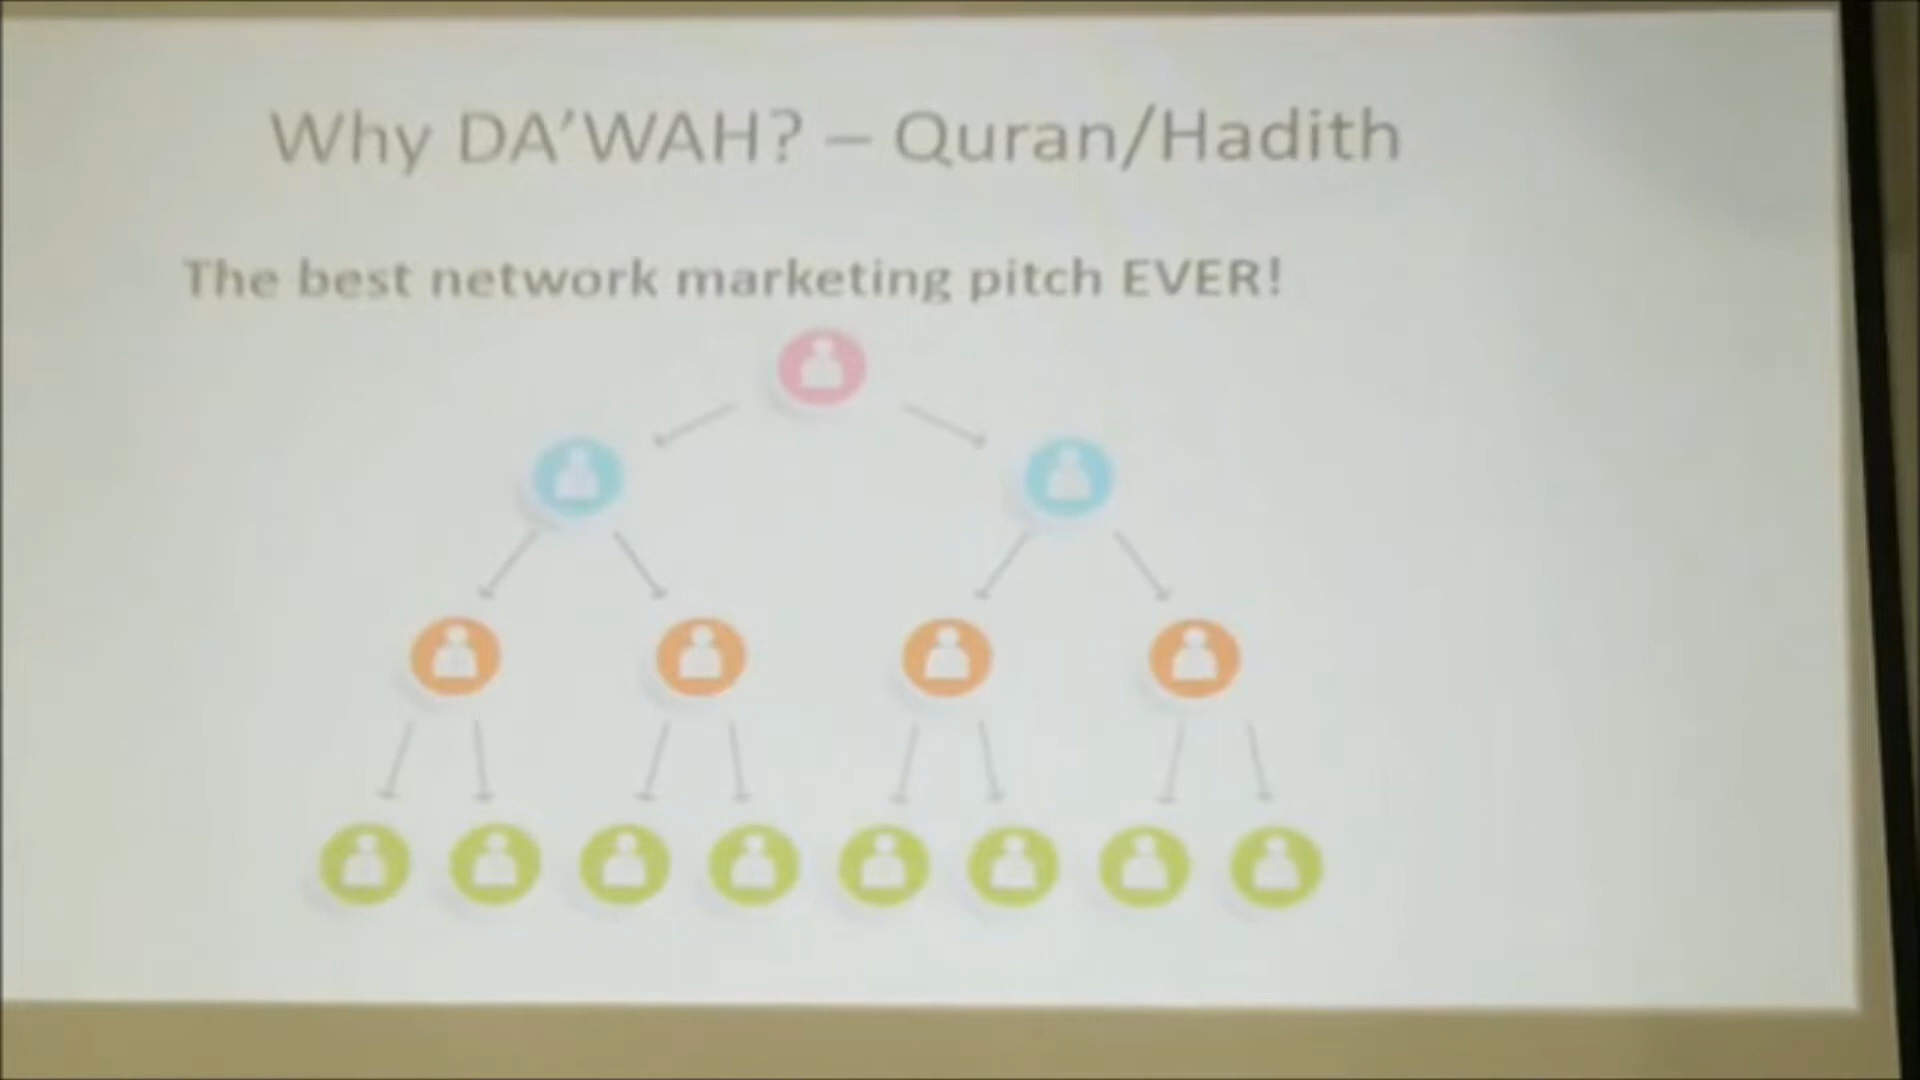 Why DA'WAH? – Quran/Hadith
The best network marketing pitch EVER!